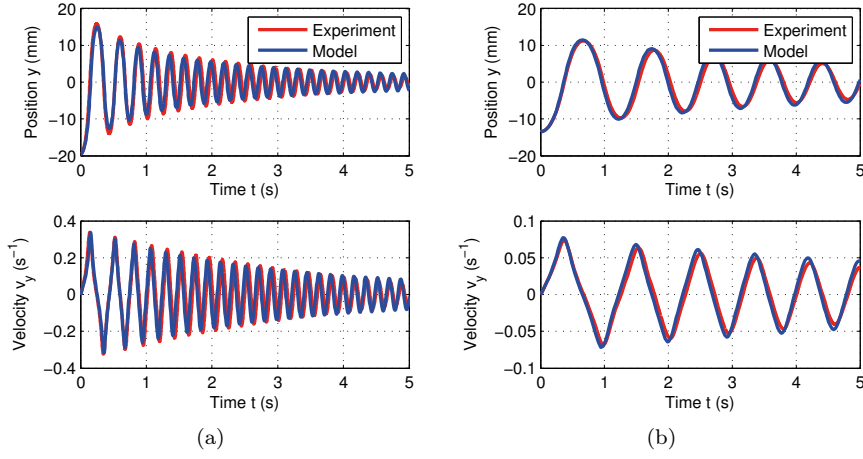 20
10
0
−10
−20
Position y (mm)
Experiment
Model
0 1 2 3 4 5
Time t (s)
0.4
0.2
0
−0.2
−0.4
Velocity v_y (s⁻¹)
0 1 2 3 4 5
Time t (s)
(a)
20
10
0
−10
−20
Position y (mm)
Experiment
Model
0 1 2 3 4 5
Time t (s)
0.1
0.05
0
−0.05
−0.1
Velocity v_y (s⁻¹)
0 1 2 3 4 5
Time t (s)
(b)